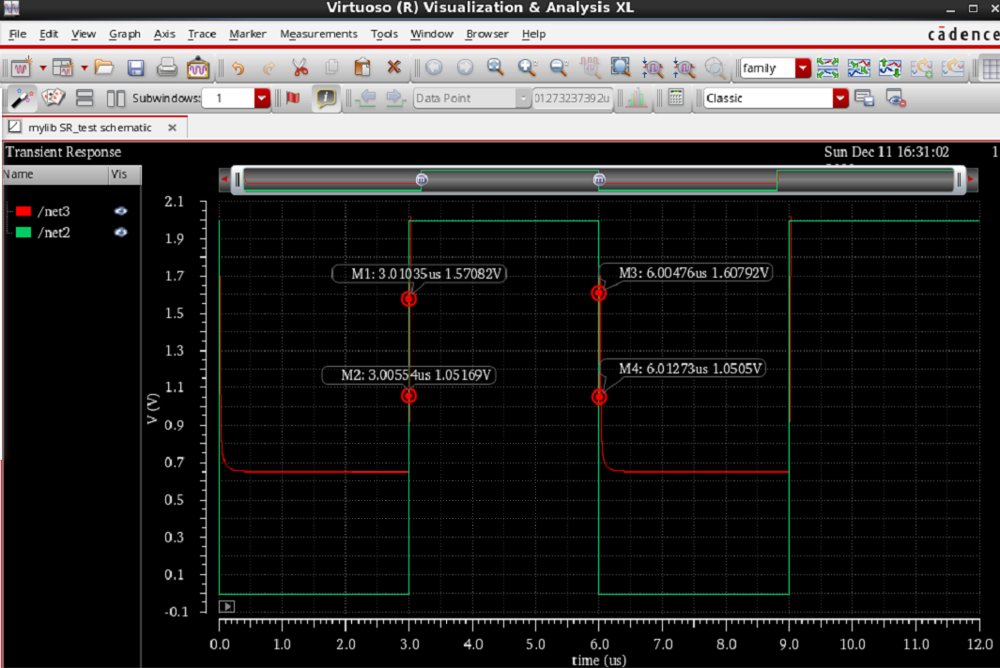 Virtuoso (R) Visualization & Analysis XL
File Edit View Graph Axis Trace Marker Measurements Tools Window Browser Help
cādence
family
Subwindows: 1
Data Point
01273237392u
Classic
mylib SR_test schematic
Transient Response
Sun Dec 11 16:31:02
1
Name Vis
/net3
/net2
2.1
1.9
1.7
1.5
1.3
1.1
0.9
0.7
0.5
0.3
0.1
-0.1
V (V)
M1: 3.01035us 1.57082V
M3: 6.00476us 1.60792V
M2: 3.00554us 1.05169V
M4: 6.01273us 1.0505V
0.0 1.0 2.0 3.0 4.0 5.0 6.0 7.0 8.0 9.0 10.0 11.0 12.0
time (us)